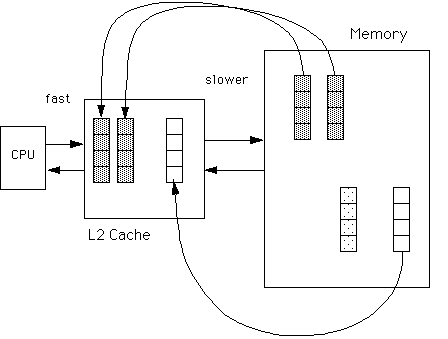 Memory
slower
fast
CPU
L2 Cache